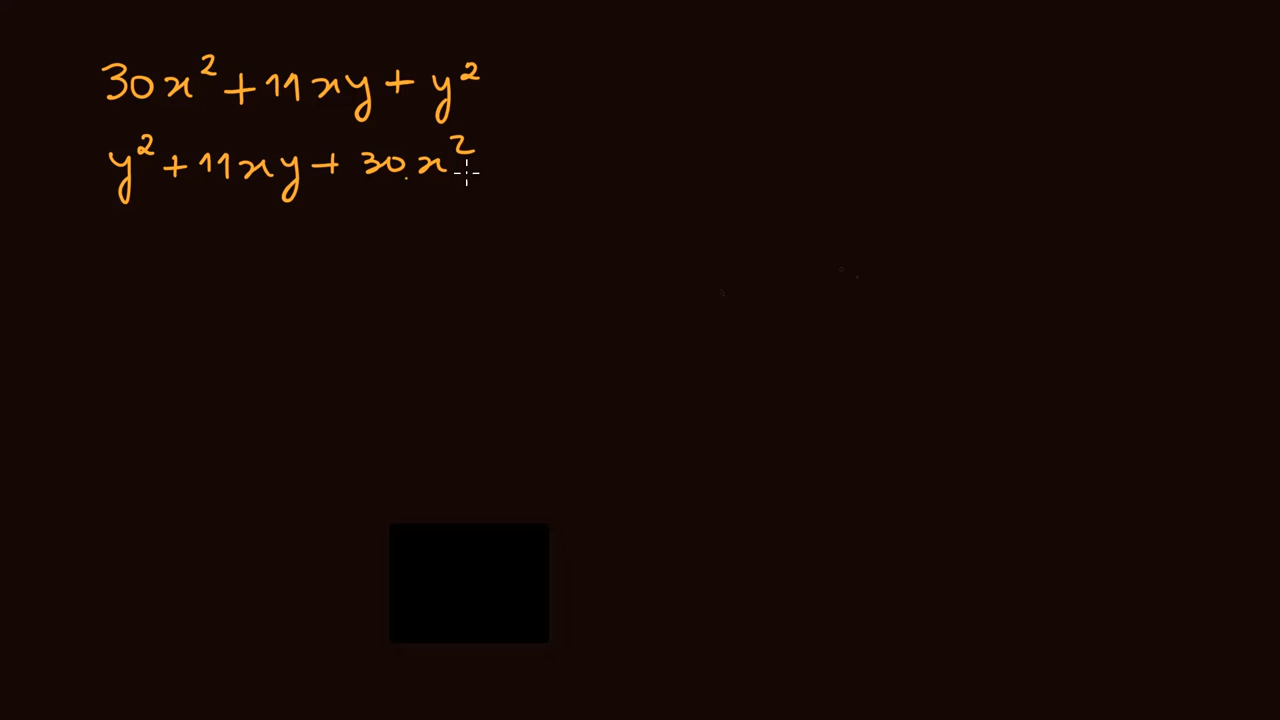 30x² + 11xy + y²
y² + 11xy + 30x²